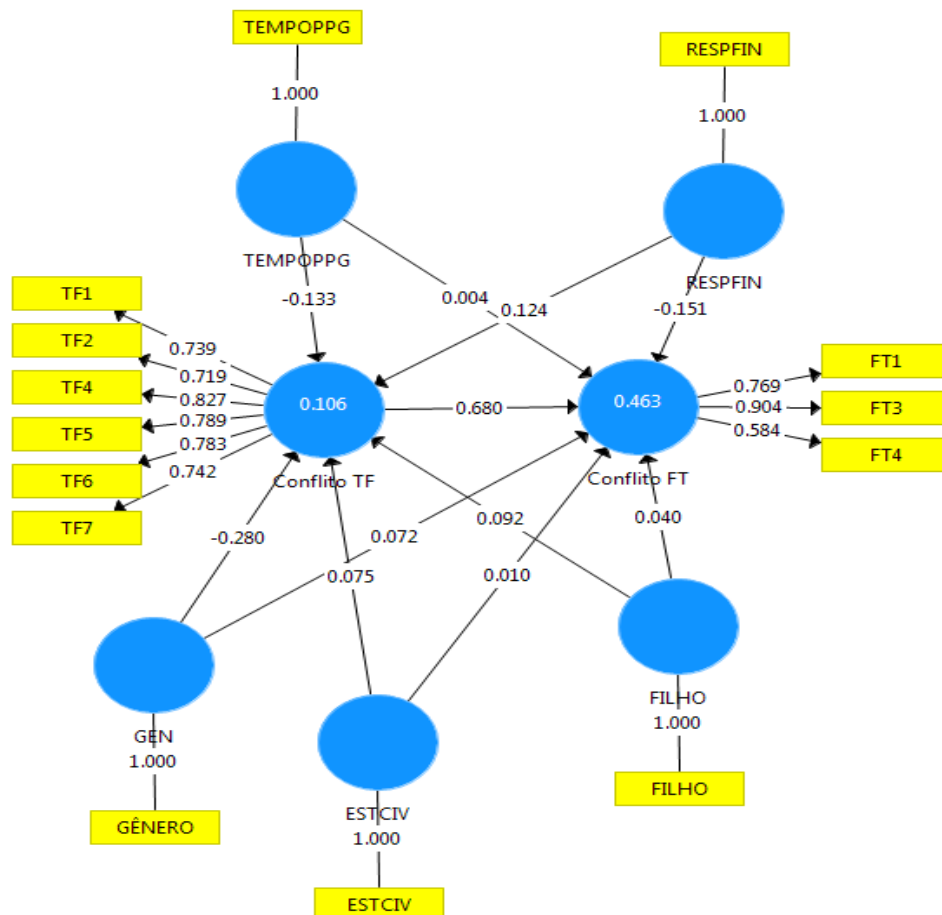 TEMPOPPG
RESPFIN
1.000
1.000
TEMPOPPG
RESPFIN
TF1
-0.133
0.004
0.124
-0.151
TF2
0.739
FT1
0.719
0.769
TF4
0.827
0.106
0.680
0.463
0.904
FT3
TF5
0.789
0.584
0.783
FT4
TF6
0.742
Conflito TF
Conflito FT
TF7
-0.280
0.072
0.092
0.040
0.075
0.010
GEN
FILHO
1.000
1.000
FILHO
GÊNERO
ESTCIV
1.000
ESTCIV